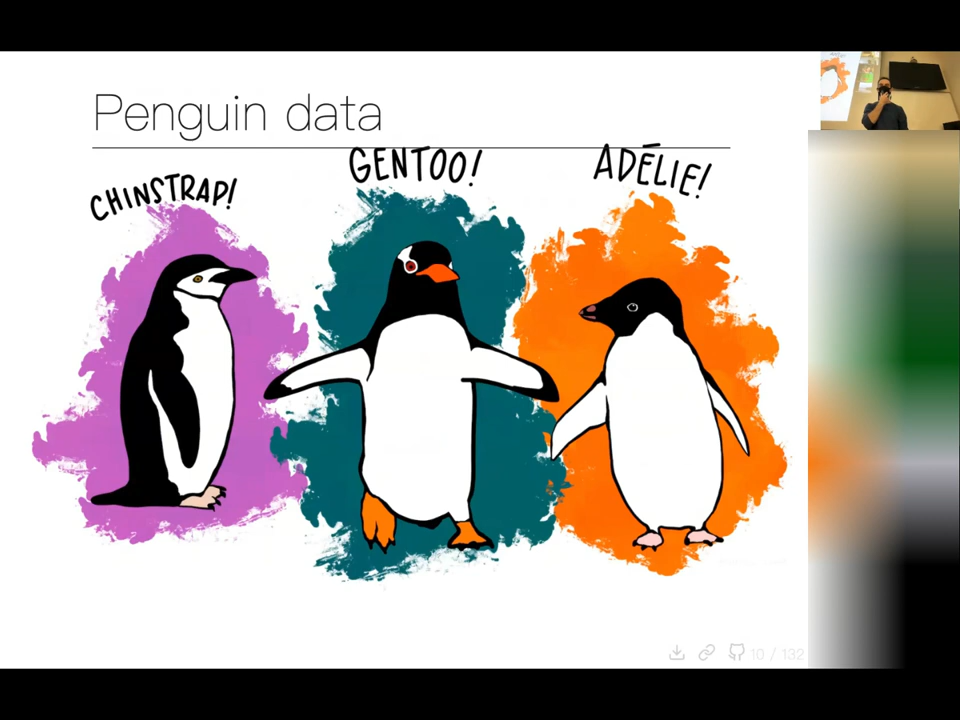 Penguin data
CHINSTRAP!
GENTOO!
ADÉLIE!
10 / 132